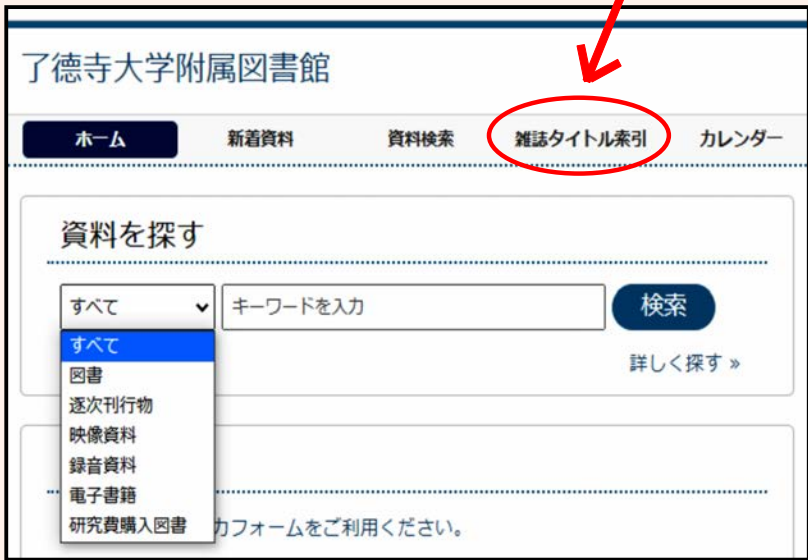 了德寺大学附属図書館
ホーム 新着資料 資料検索 雑誌タイトル索引 カレンダー
資料を探す
すべて キーワードを入力 検索
すべて
詳しく探す »
図書
逐次刊行物
映像資料
録音資料
電子書籍
研究費購入図書
力フォームをご利用ください。